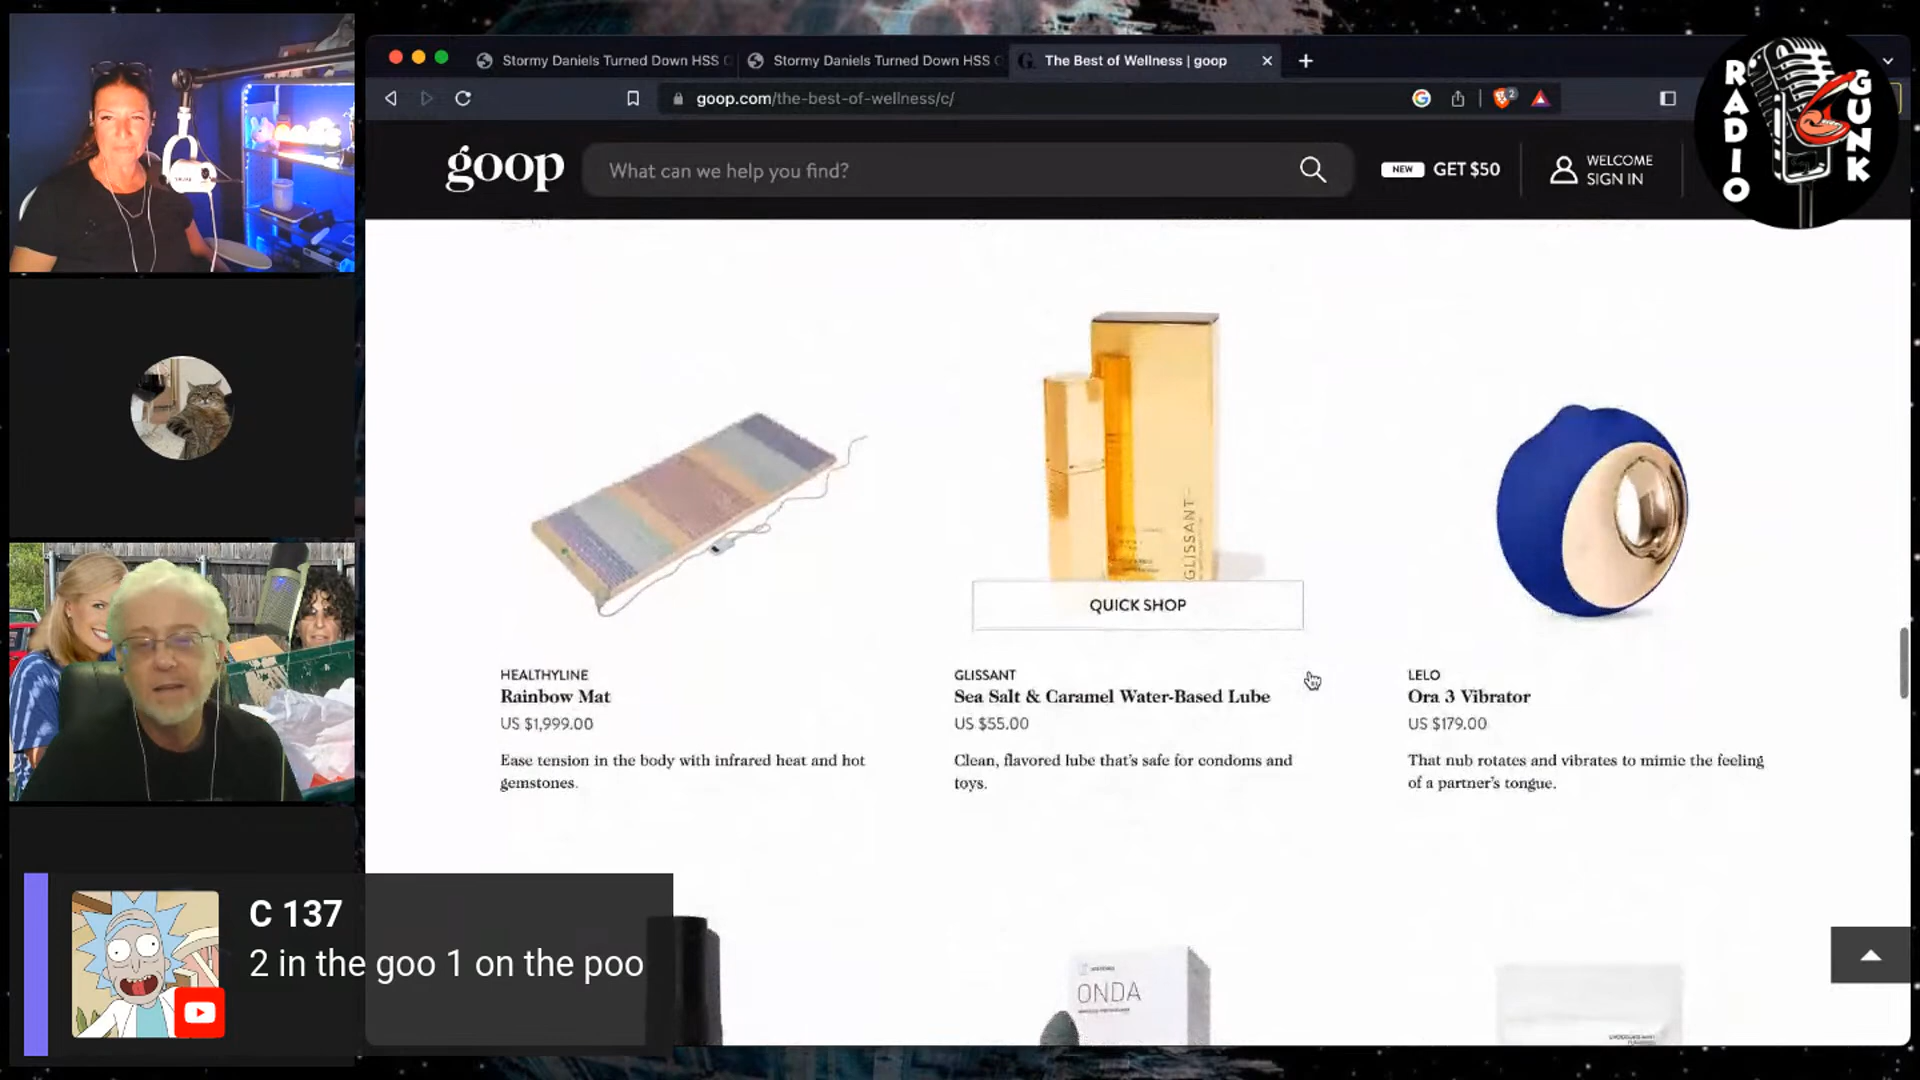 Stormy Daniels Turned Down HSS C
Stormy Daniels Turned Down HSS C
The Best of Wellness | goop
goop.com/the-best-of-wellness/c/
2
RADIO GUNK
goop
What can we help you find?
NEW
GET $50
WELCOME
SIGN IN
GLISSANT
QUICK SHOP
HEALTHYLINE
Rainbow Mat
US $1,999.00
Ease tension in the body with infrared heat and hot
gemstones.
GLISSANT
Sea Salt & Caramel Water-Based Lube
US $55.00
Clean, flavored lube that's safe for condoms and
toys.
LELO
Ora 3 Vibrator
US $179.00
That nub rotates and vibrates to mimic the feeling
of a partner's tongue.
C 137
2 in the goo 1 on the poo
ONDA